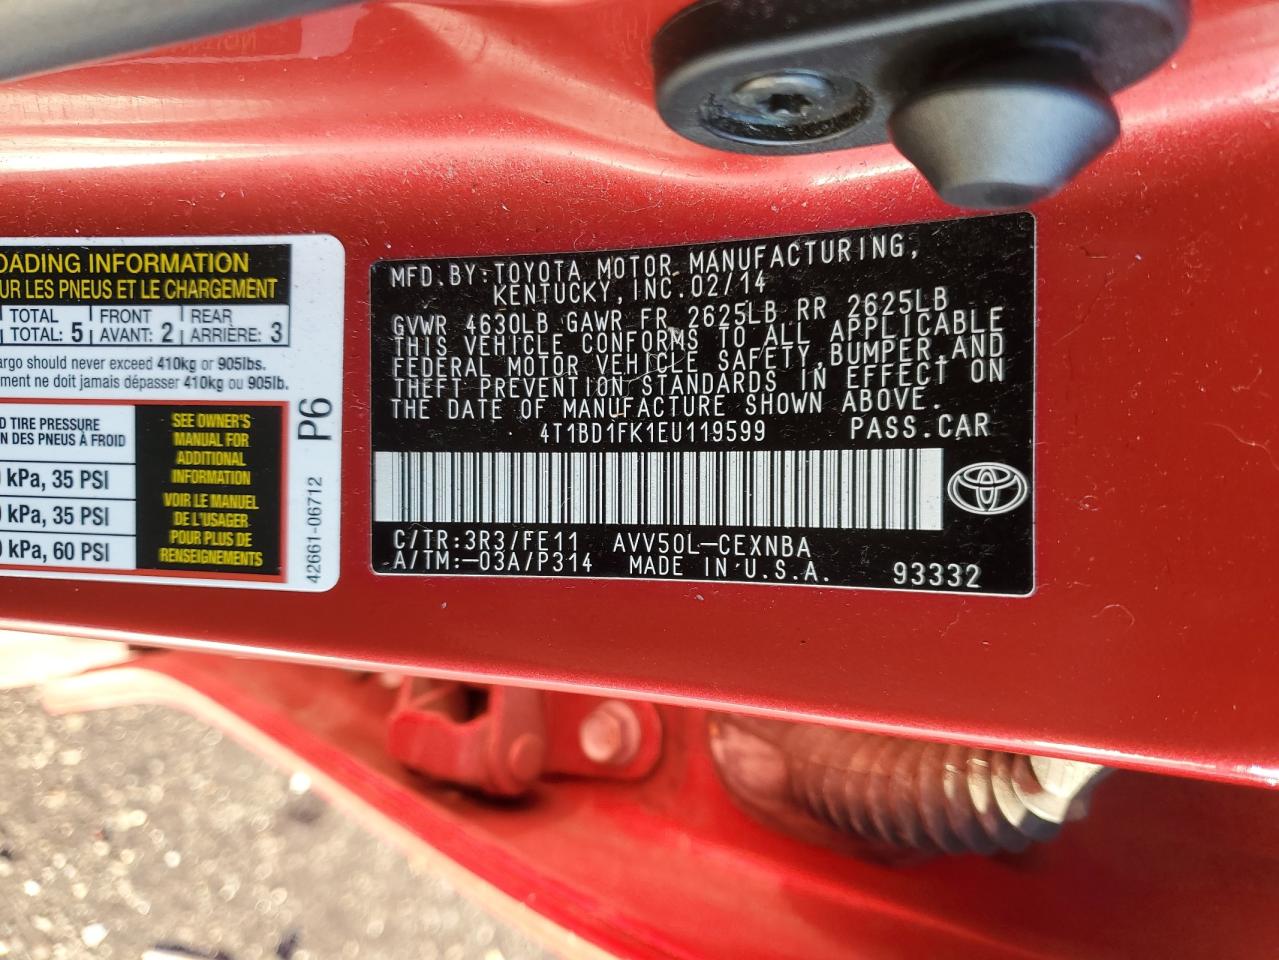 OADING INFORMATION
UR LES PNEUS ET LE CHARGEMENT
TOTAL FRONT REAR
TOTAL: 5 AVANT: 2 ARRIÈRE: 3
argo should never exceed 410kg or 905lbs.
ment ne doit jamais dépasser 410kg ou 905lb.
D TIRE PRESSURE
ON DES PNEUS À FROID
0 kPa, 35 PSI
0 kPa, 35 PSI
0 kPa, 60 PSI
SEE OWNER'S
MANUAL FOR
ADDITIONAL
INFORMATION
VOIR LE MANUEL
DE L'USAGER
POUR PLUS DE
RENSEIGNEMENTS
P6
42661-06712
MFD.BY:TOYOTA MOTOR MANUFACTURING,
KENTUCKY,INC.02/14
GVWR 4630LB GAWR FR 2625LB RR 2625LB
THIS VEHICLE CONFORMS TO ALL APPLICABLE
FEDERAL MOTOR VEHICLE SAFETY,BUMPER,AND
THEFT PREVENTION STANDARDS IN EFFECT ON
THE DATE OF MANUFACTURE SHOWN ABOVE.
4T1BD1FK1EU119599 PASS.CAR
C/TR:3R3/FE11 AVV50L-CEXNBA
A/TM:-03A/P314 MADE IN U.S.A. 93332